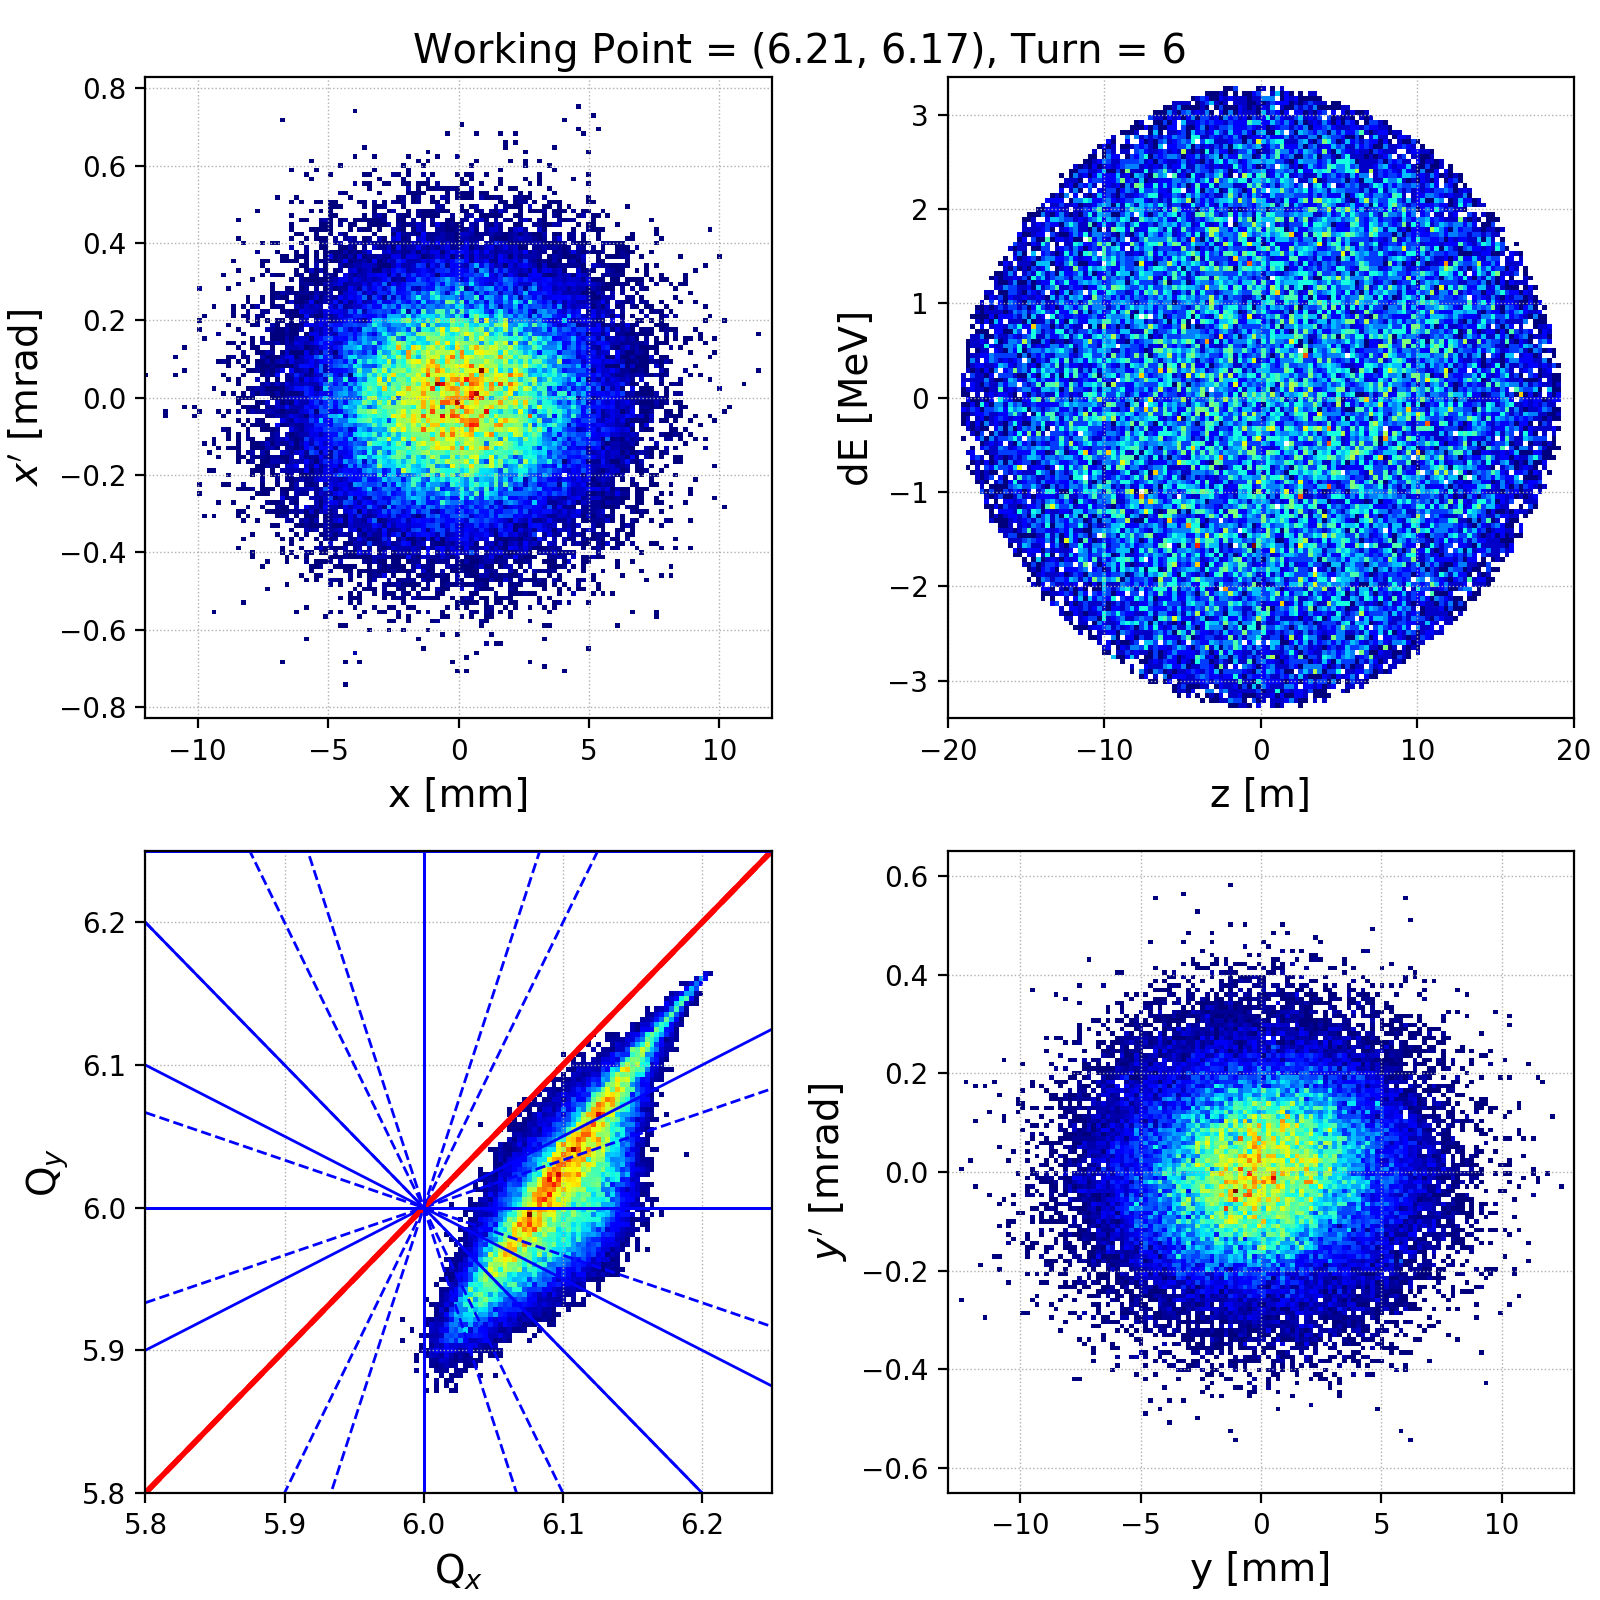 Working Point = (6.21, 6.17), Turn = 6
0.8
0.6
0.4
0.2
0.0
−0.2
−0.4
−0.6
−0.8
x′ [mrad]
−10 −5 0 5 10
x [mm]
3
2
1
0
−1
−2
−3
dE [MeV]
−20 −10 0 10 20
z [m]
6.2
6.1
6.0
5.9
5.8
Qy
5.8 5.9 6.0 6.1 6.2
Qx
0.6
0.4
0.2
0.0
−0.2
−0.4
−0.6
y′ [mrad]
−10 −5 0 5 10
y [mm]